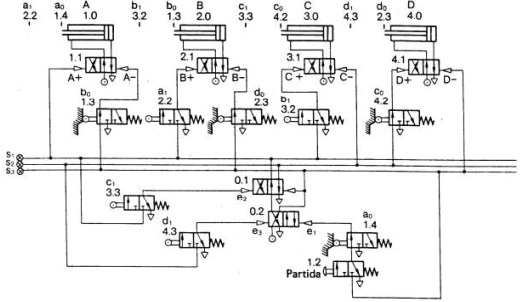 a₁ a₀ A b₁ b₀ B c₁ c₀ C d₁ d₀ D
2.2 1.4 1.0 3.2 1.3 2.0 3.3 4.2 3.0 4.3 2.3 4.0
1.1 2.1 3.1 4.1
A+ A- B+ B- C+ C- D+ D-
b₀ a₁ d₀ b₁ c₀
1.3 2.2 2.3 3.2 4.2
S₁
S₂
S₃
c₁ 0.1
3.3 e₂
d₁ 0.2 a₀
4.3 e₃ e₁ 1.4
1.2
Partida